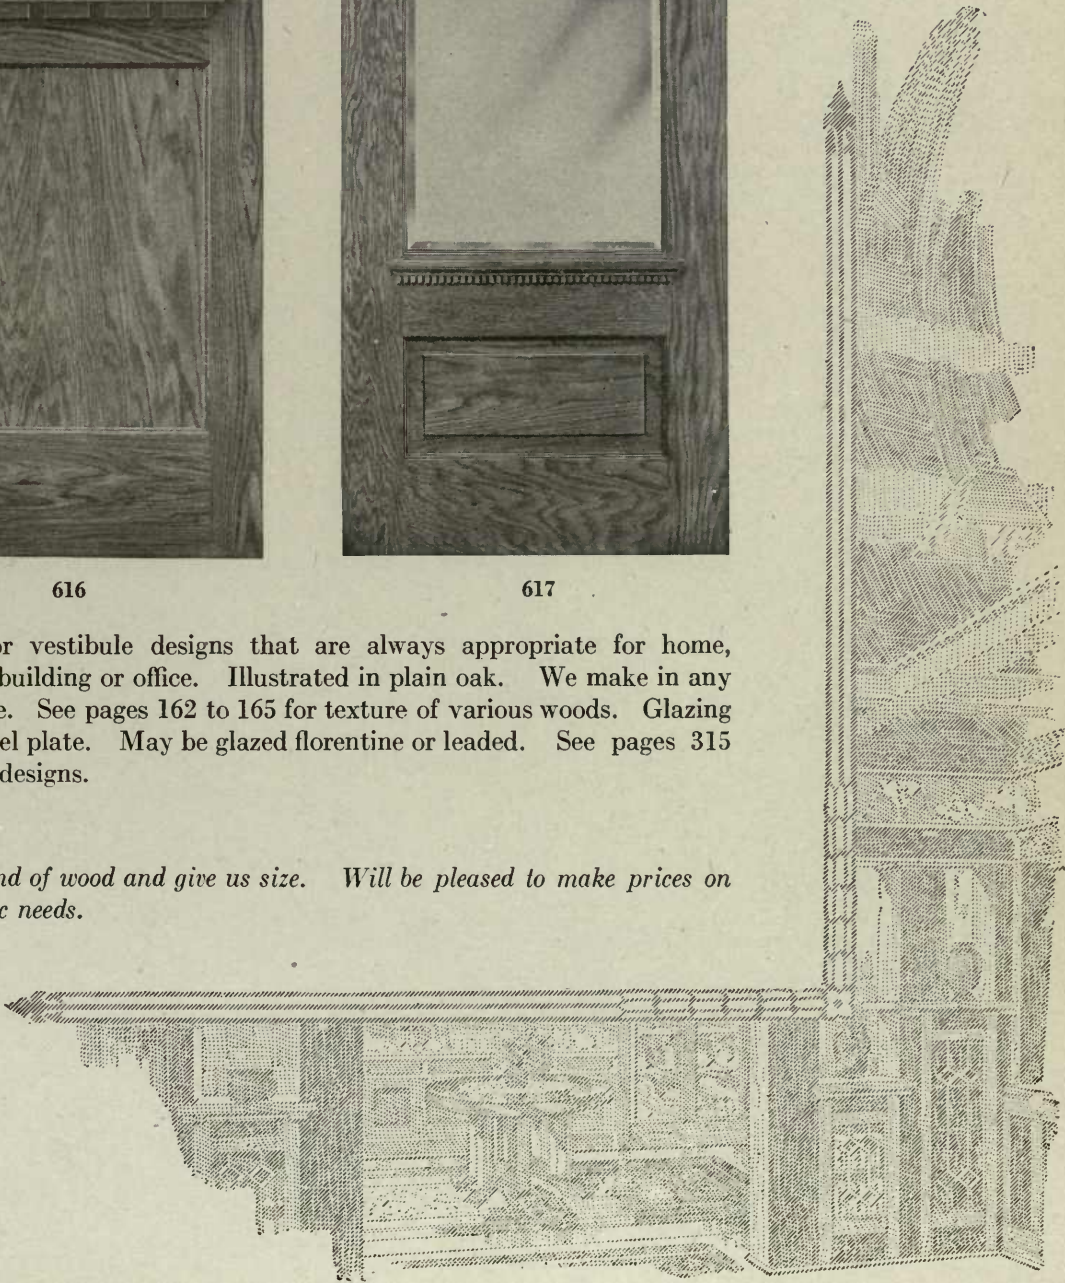 616
617
or vestibule designs that are always appropriate for home,
building or office. Illustrated in plain oak. We make in any
e. See pages 162 to 165 for texture of various woods. Glazing
el plate. May be glazed florentine or leaded. See pages 315
designs.
nd of wood and give us size. Will be pleased to make prices on
c needs.